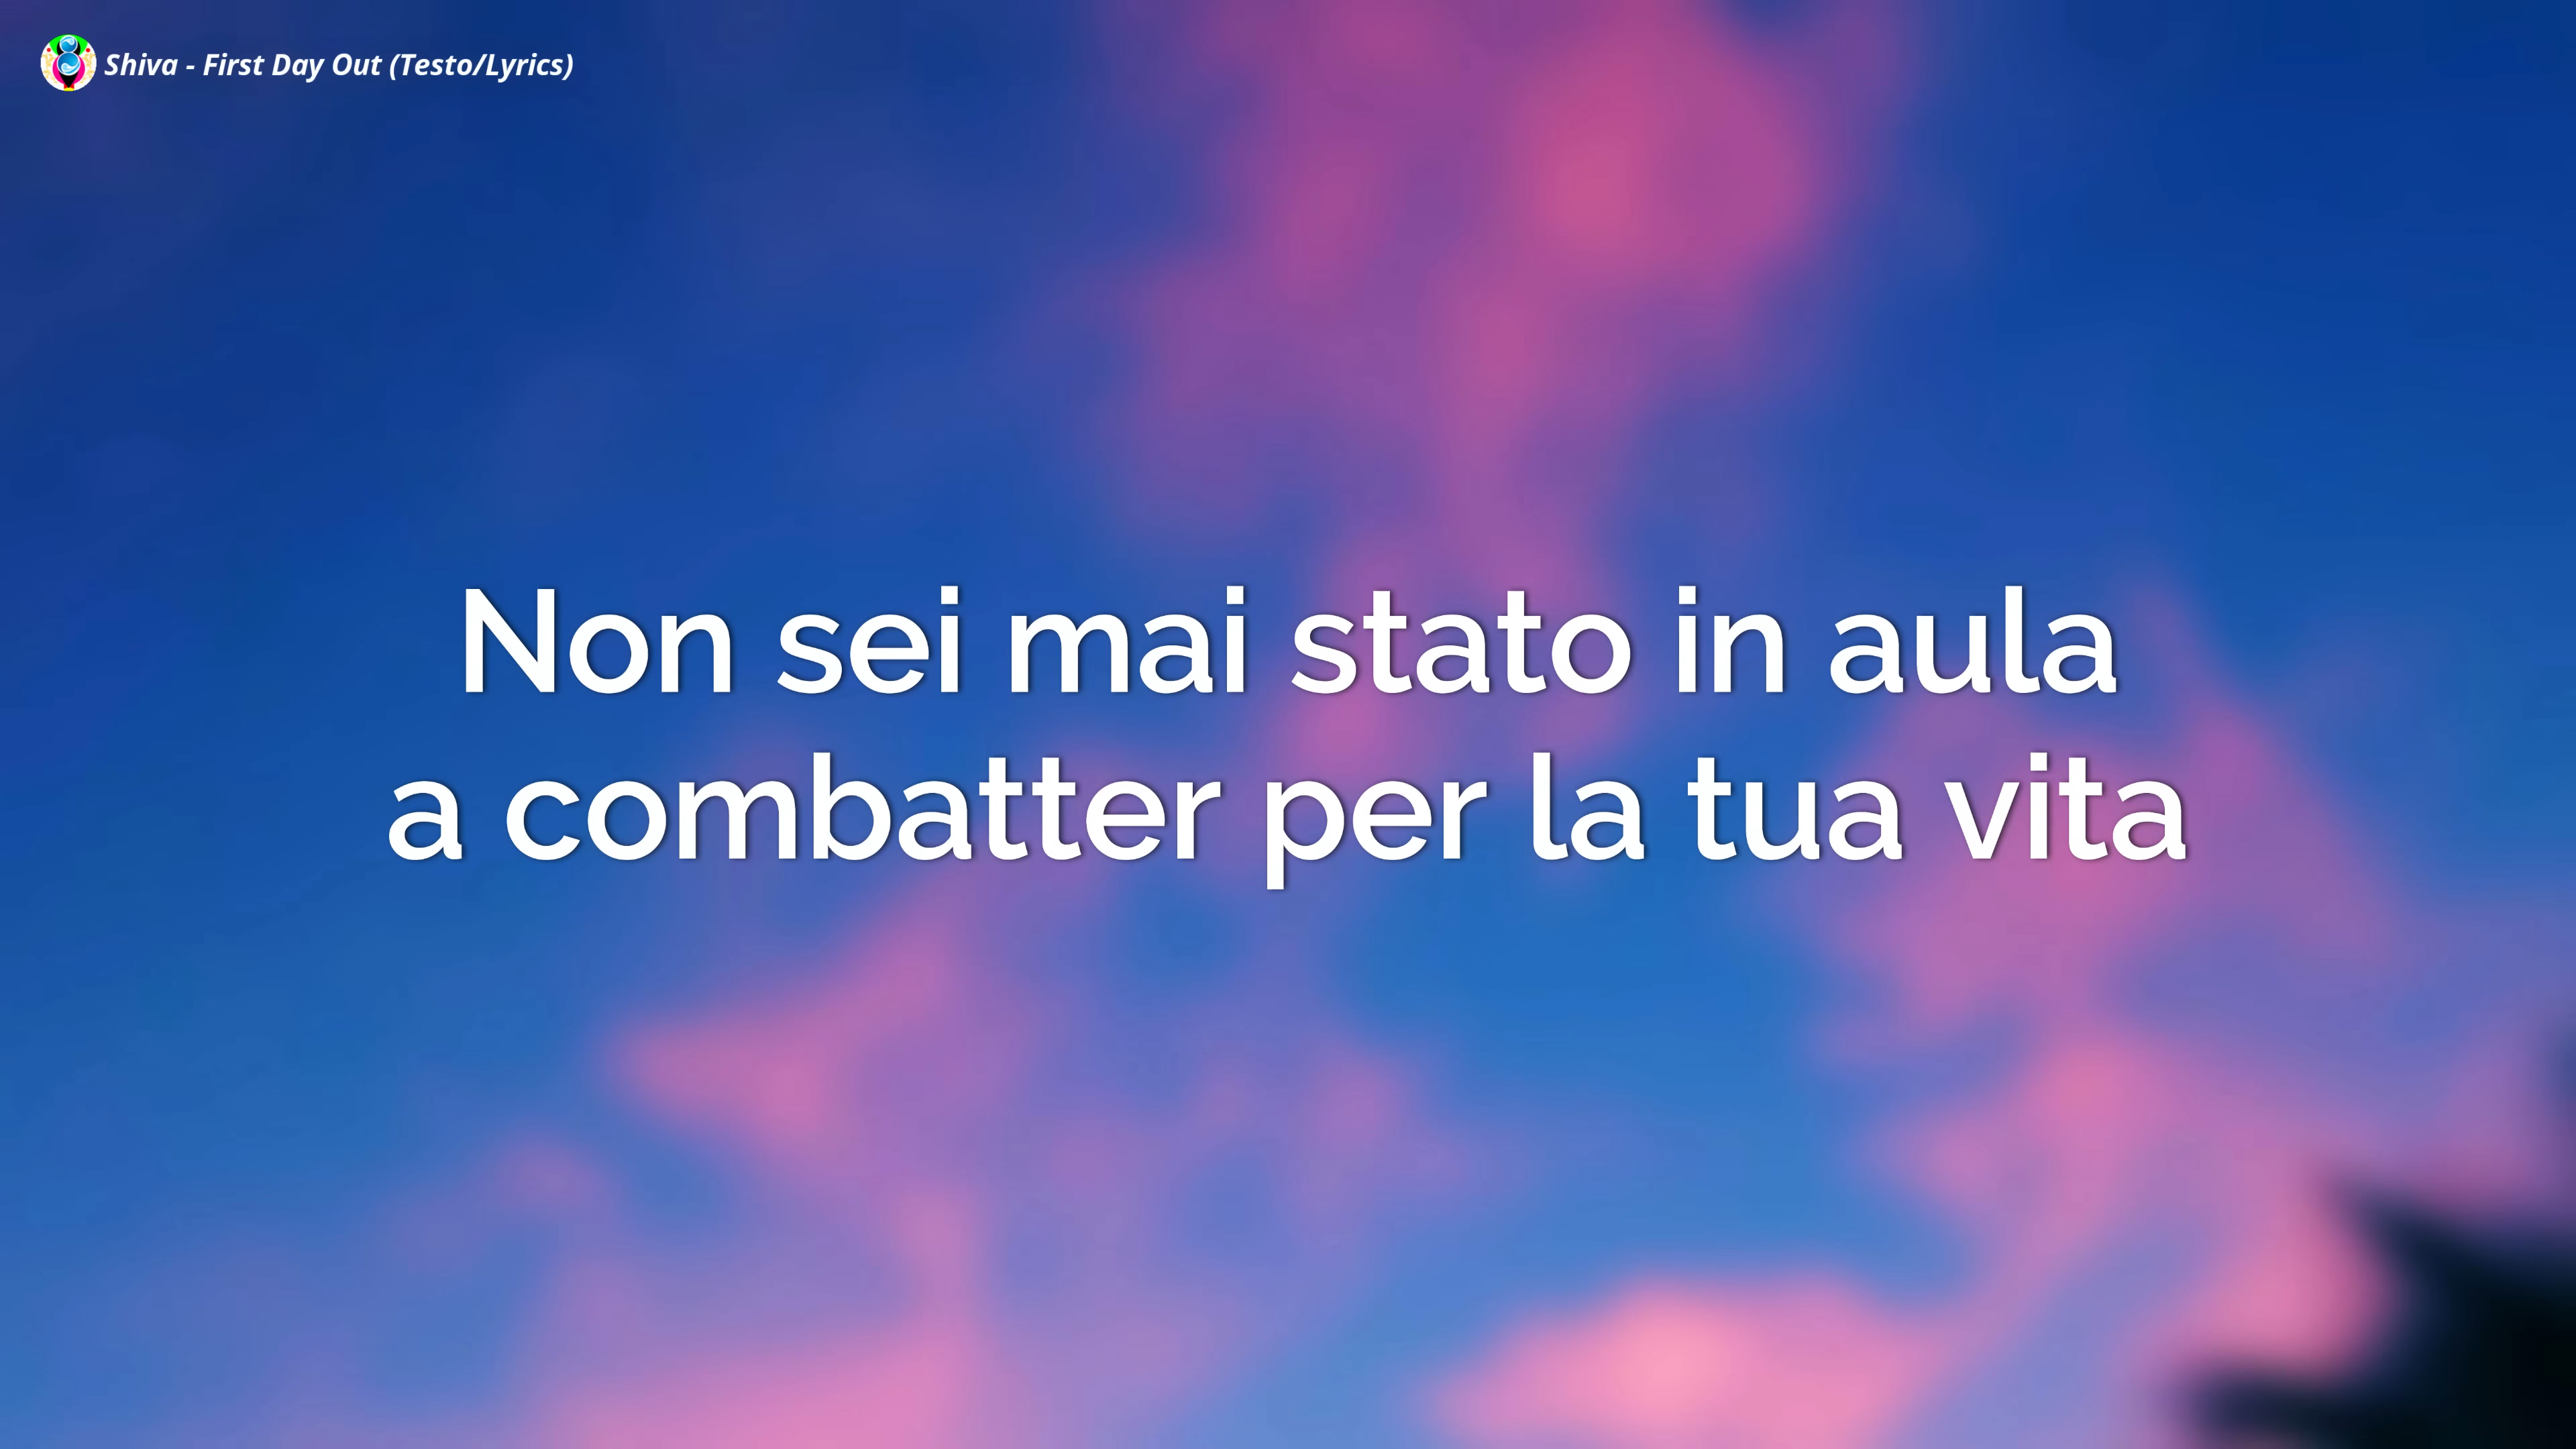 Shiva - First Day Out (Testo/Lyrics)
Non sei mai stato in aula
a combatter per la tua vita